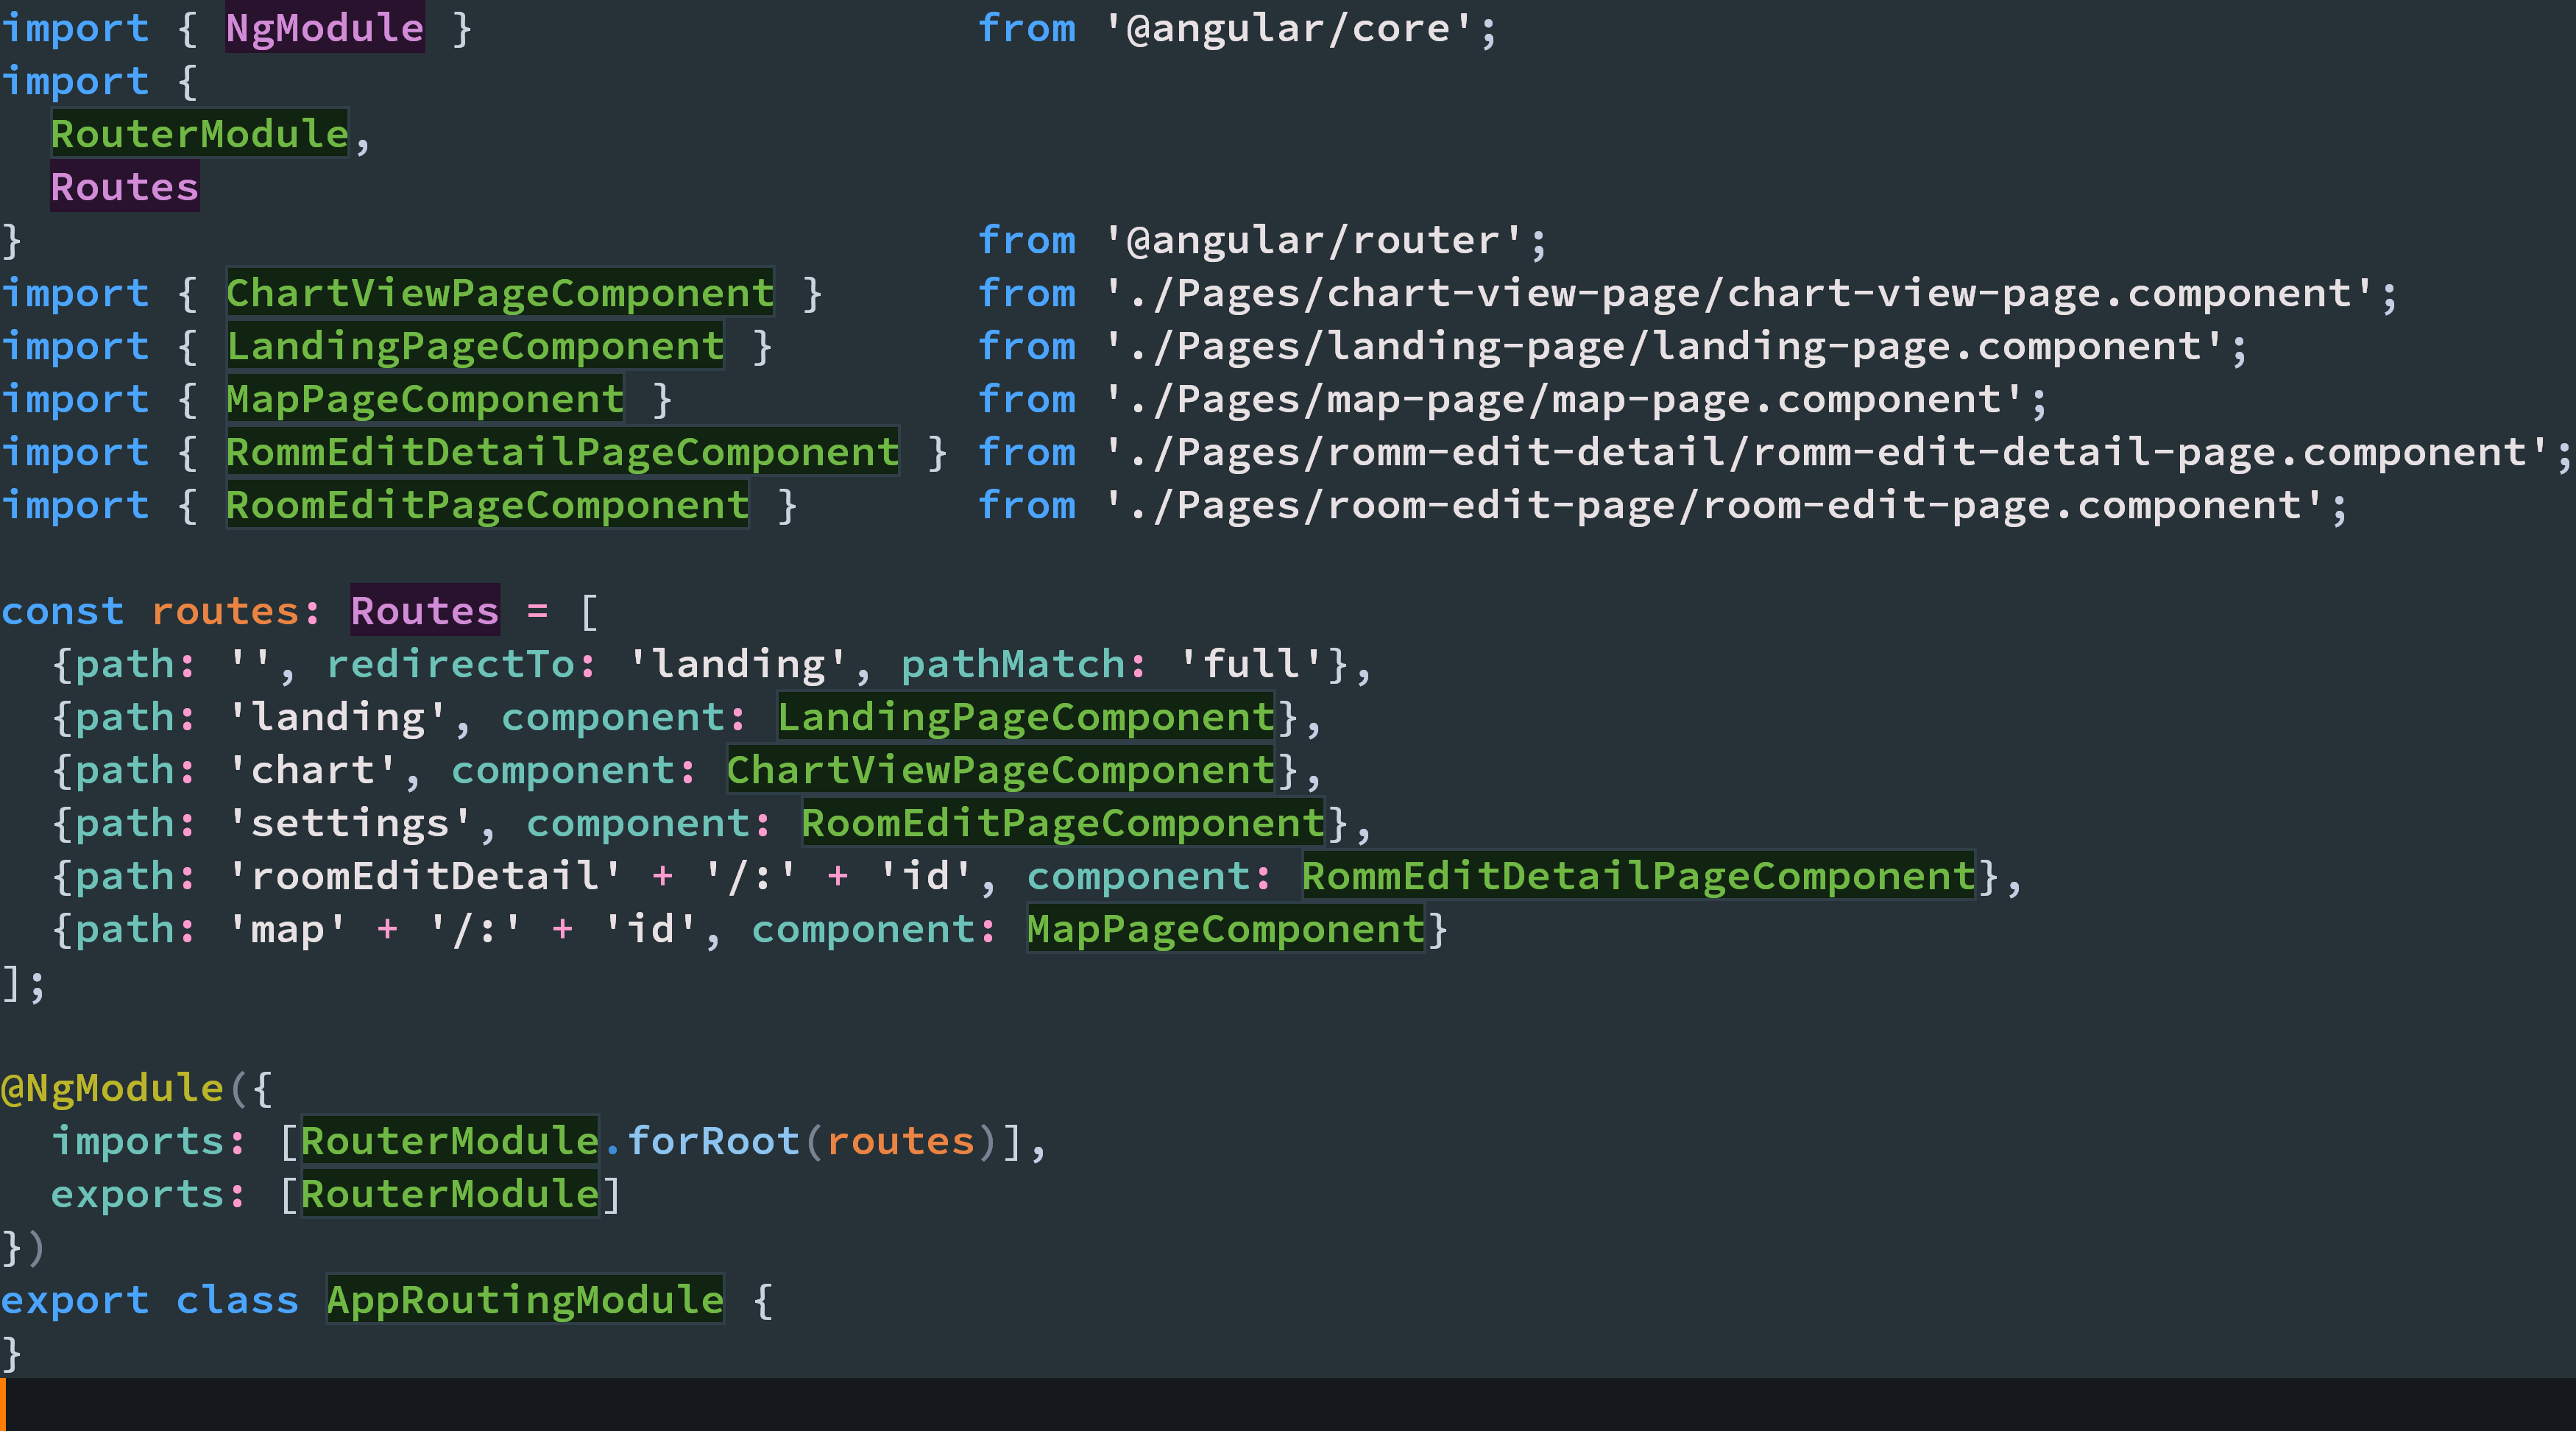 import { NgModule }                    from '@angular/core';
import {
  RouterModule,
  Routes
}                                      from '@angular/router';
import { ChartViewPageComponent }      from './Pages/chart-view-page/chart-view-page.component';
import { LandingPageComponent }        from './Pages/landing-page/landing-page.component';
import { MapPageComponent }            from './Pages/map-page/map-page.component';
import { RommEditDetailPageComponent } from './Pages/romm-edit-detail/romm-edit-detail-page.component';
import { RoomEditPageComponent }       from './Pages/room-edit-page/room-edit-page.component';

const routes: Routes = [
  {path: '', redirectTo: 'landing', pathMatch: 'full'},
  {path: 'landing', component: LandingPageComponent},
  {path: 'chart', component: ChartViewPageComponent},
  {path: 'settings', component: RoomEditPageComponent},
  {path: 'roomEditDetail' + '/:' + 'id', component: RommEditDetailPageComponent},
  {path: 'map' + '/:' + 'id', component: MapPageComponent}
];

@NgModule({
  imports: [RouterModule.forRoot(routes)],
  exports: [RouterModule]
})
export class AppRoutingModule {
}